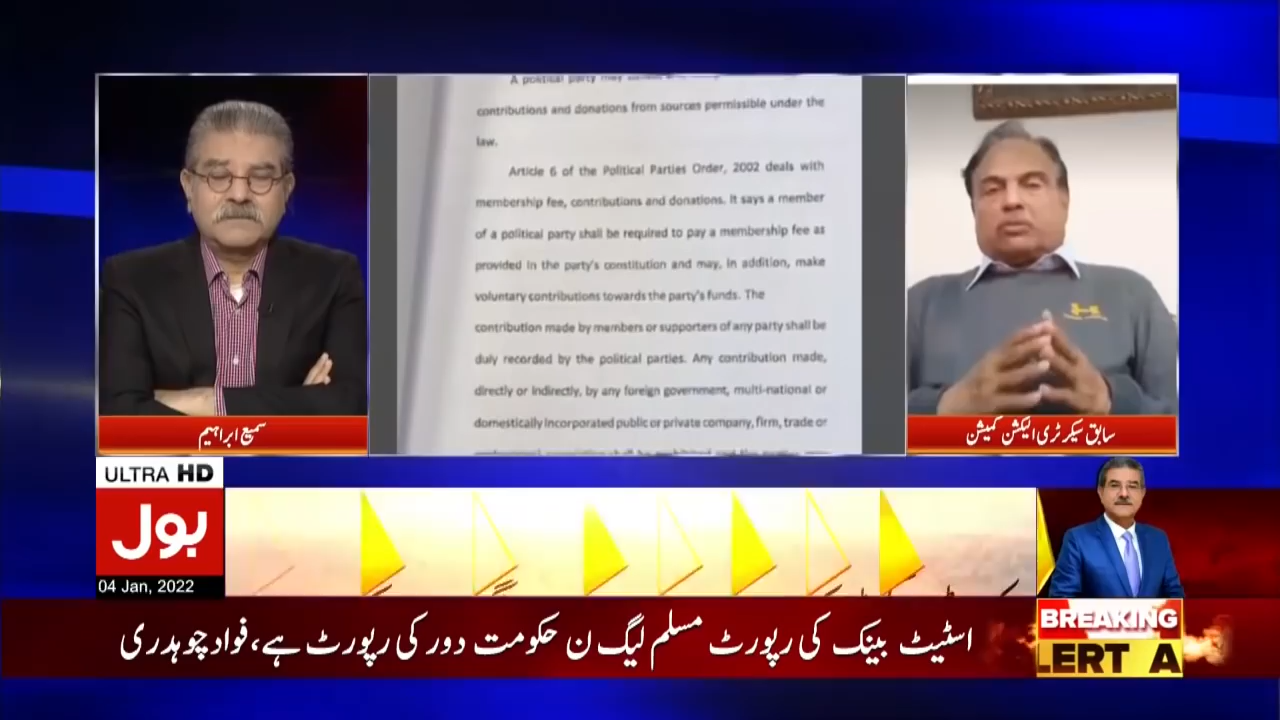 A political party may
contributions and donations from sources permissible under the
law.
Article 6 of the Political Parties Order, 2002 deals with
membership fee, contributions and donations. It says a member
of a political party shall be required to pay a membership fee as
provided in the party's constitution and may, in addition, make
voluntary contributions towards the party's funds. The
contribution made by members or supporters of any party shall be
duly recorded by the political parties. Any contribution made,
directly or indirectly, by any foreign government, multi-national or
domestically incorporated public or private company, firm, trade or
سمیع ابراہیم
سابق سیکرٹری الیکشن کمیشن
ULTRA HD
بول
04 Jan, 2022
اسٹیٹ بینک کی رپورٹ مسلم لیگ ن حکومت دور کی رپورٹ ہے، فواد چوہدری
BREAKING
LERT A